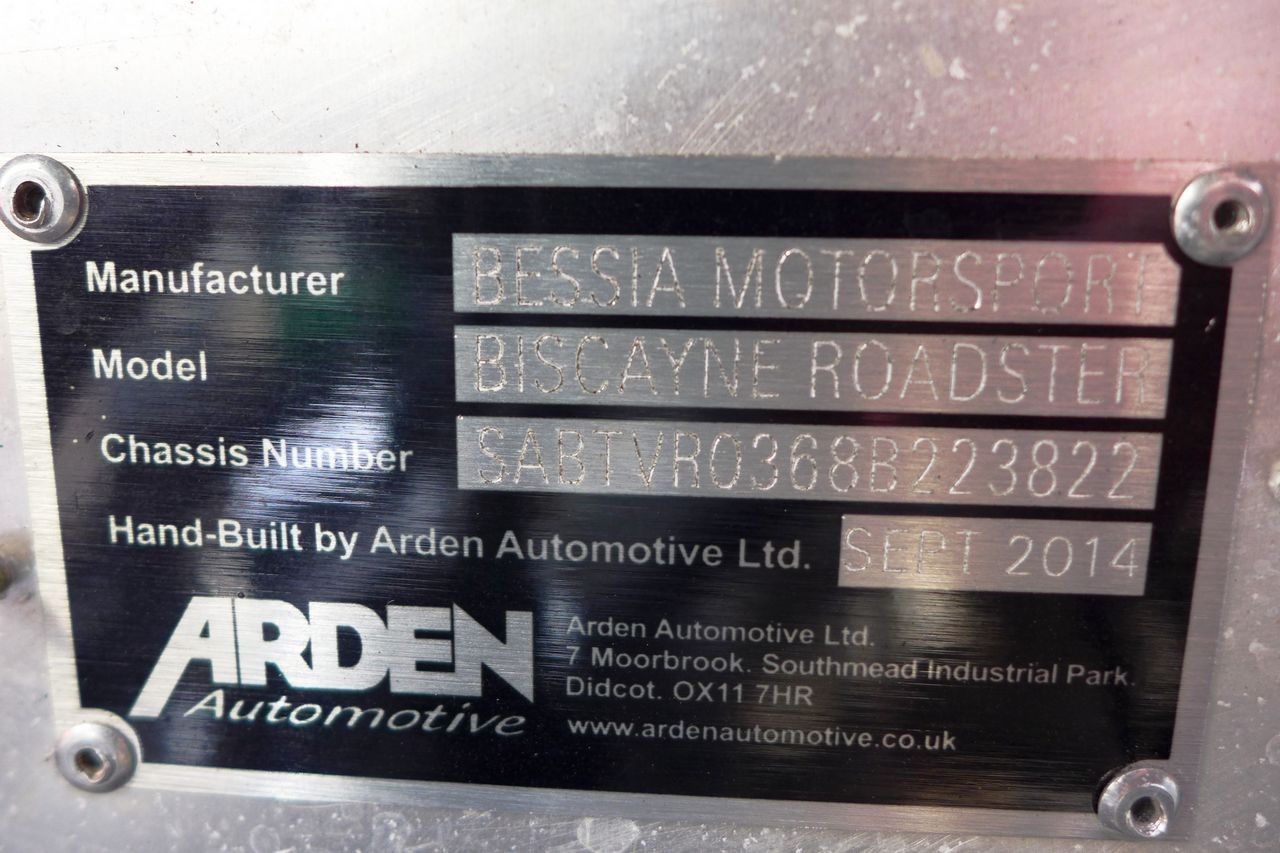 Manufacturer BESSIA MOTORSPORT
Model BISCAYNE ROADSTER
Chassis Number SABTVR0368B223822
Hand-Built by Arden Automotive Ltd. SEPT 2014
ARDEN
Automotive
Arden Automotive Ltd.
7 Moorbrook. Southmead Industrial Park.
Didcot. OX11 7HR
www.ardenautomotive.co.uk